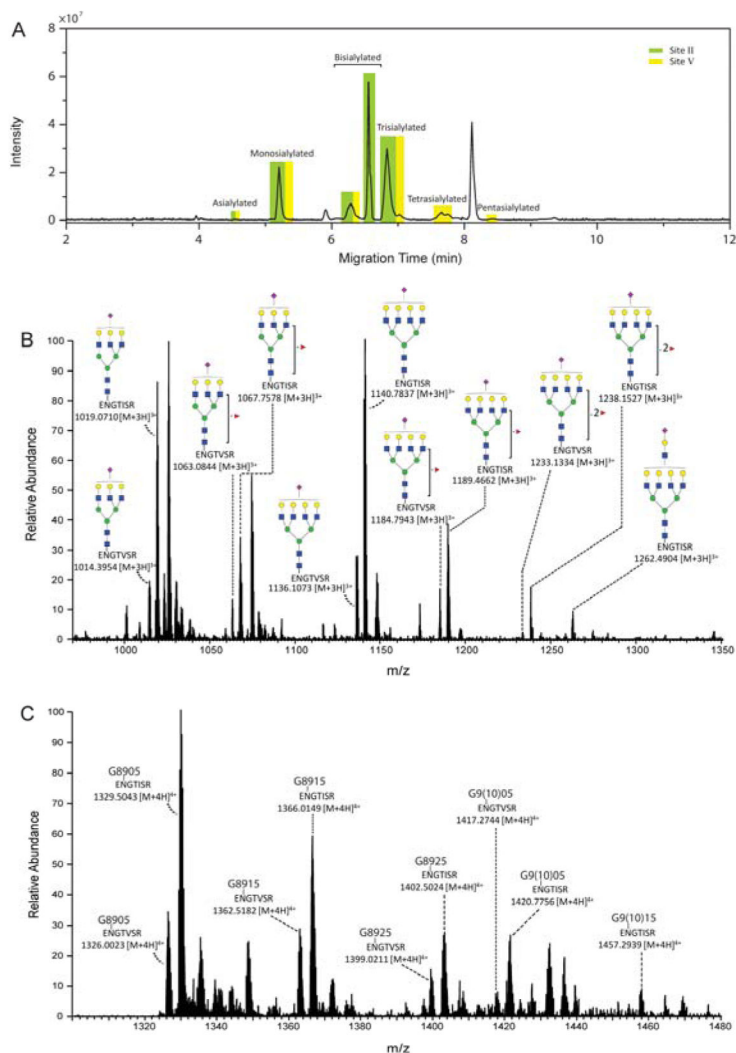 A
×10⁷
8
6
4
2
0
Intensity
Bisialylated
Monosialylated
Trisialylated
Asialylated
Tetrasialylated
Pentasialylated
Site II
Site V
2 4 6 8 10 12
Migration Time (min)
B
100
90
80
70
60
50
40
30
20
10
0
Relative Abundance
ENGTISR
1019.0710 [M+3H]³⁺
ENGTVSR
1014.3954 [M+3H]³⁺
ENGTVSR
1063.0844 [M+3H]³⁺
ENGTISR
1067.7578 [M+3H]³⁺
ENGTVSR
1136.1073 [M+3H]³⁺
ENGTISR
1140.7837 [M+3H]³⁺
ENGTVSR
1184.7943 [M+3H]³⁺
ENGTISR
1189.4662 [M+3H]³⁺
2
ENGTVSR
1233.1334 [M+3H]³⁺
2
ENGTISR
1238.1527 [M+3H]³⁺
ENGTISR
1262.4904 [M+3H]³⁺
1000 1050 1100 1150 1200 1250 1300 1350
m/z
C
100
90
80
70
60
50
40
30
20
10
0
Relative Abundance
G8905
ENGTISR
1329.5043 [M+4H]⁴⁺
G8905
ENGTVSR
1326.0023 [M+4H]⁴⁺
G8915
ENGTISR
1366.0149 [M+4H]⁴⁺
G8915
ENGTVSR
1362.5182 [M+4H]⁴⁺
G8925
ENGTISR
1402.5024 [M+4H]⁴⁺
G8925
ENGTVSR
1399.0211 [M+4H]⁴⁺
G9(10)05
ENGTVSR
1417.2744 [M+4H]⁴⁺
G9(10)05
ENGTISR
1420.7756 [M+4H]⁴⁺
G9(10)15
ENGTISR
1457.2939 [M+4H]⁴⁺
1320 1340 1360 1380 1400 1420 1440 1460 1480
m/z